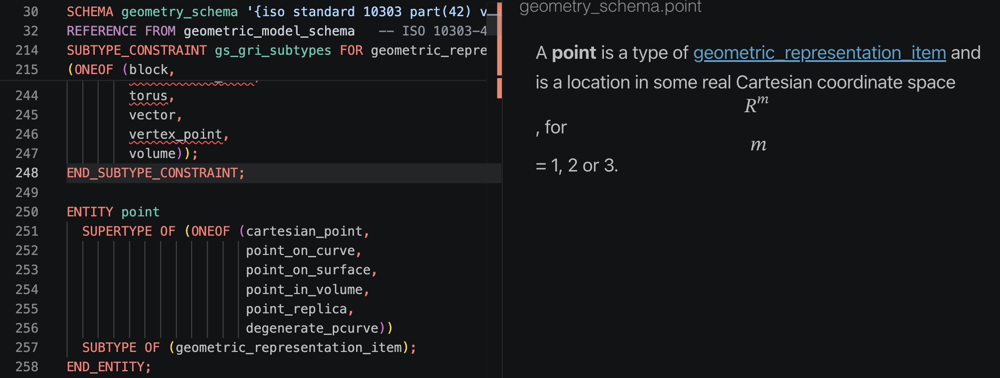 30 SCHEMA geometry_schema '{iso standard 10303 part(42) v
32 REFERENCE FROM geometric_model_schema -- ISO 10303-4
214 SUBTYPE_CONSTRAINT gs_gri_subtypes FOR geometric_repre
215 (ONEOF (block,
244 torus,
245 vector,
246 vertex_point,
247 volume));
248 END_SUBTYPE_CONSTRAINT;
249
250 ENTITY point
251 SUPERTYPE OF (ONEOF (cartesian_point,
252 point_on_curve,
253 point_on_surface,
254 point_in_volume,
255 point_replica,
256 degenerate_pcurve))
257 SUBTYPE OF (geometric_representation_item);
258 END_ENTITY;
geometry_schema.point
A point is a type of geometric_representation_item and
is a location in some real Cartesian coordinate space
R^m
, for
m
= 1, 2 or 3.